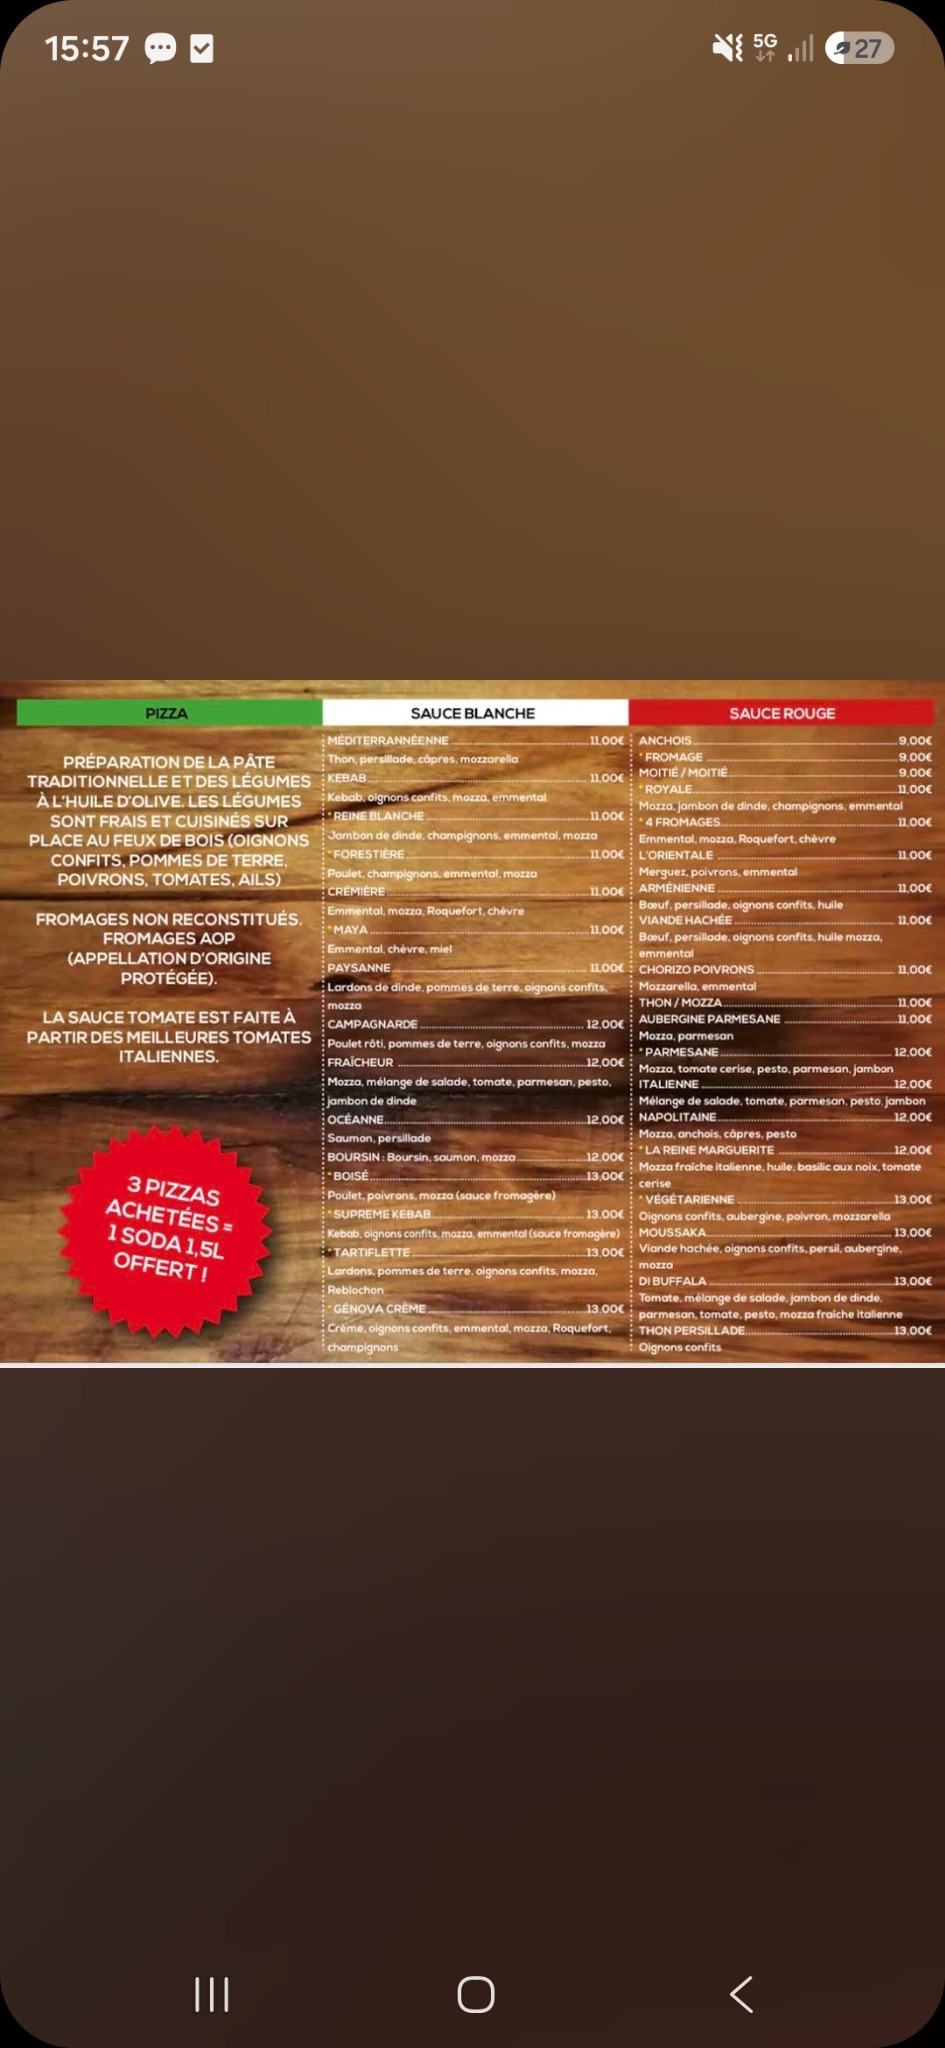 15:57
5G
27
PIZZA
PRÉPARATION DE LA PÂTE
TRADITIONNELLE ET DES LÉGUMES
À L'HUILE D'OLIVE. LES LÉGUMES
SONT FRAIS ET CUISINÉS SUR
PLACE AU FEUX DE BOIS (OIGNONS
CONFITS, POMMES DE TERRE,
POIVRONS, TOMATES, AILS)
FROMAGES NON RECONSTITUÉS.
FROMAGES AOP
(APPELLATION D'ORIGINE
PROTÉGÉE).
LA SAUCE TOMATE EST FAITE À
PARTIR DES MEILLEURES TOMATES
ITALIENNES.
3 PIZZAS
ACHETÉES =
1 SODA 1,5L
OFFERT !
SAUCE BLANCHE
MÉDITERRANNÉENNE 11,00€
Thon, persillade, câpres, mozzarella
KEBAB 11,00€
Kebab, oignons confits, mozza, emmental
* REINE BLANCHE 11,00€
Jambon de dinde, champignons, emmental, mozza
* FORESTIÈRE 11,00€
Poulet, champignons, emmental, mozza
CRÉMIÈRE 11,00€
Emmental, mozza, Roquefort, chèvre
* MAYA 11,00€
Emmental, chèvre, miel
PAYSANNE 11,00€
Lardons de dinde, pommes de terre, oignons confits,
mozza
CAMPAGNARDE 12,00€
Poulet rôti, pommes de terre, oignons confits, mozza
FRAÎCHEUR 12,00€
Mozza, mélange de salade, tomate, parmesan, pesto,
jambon de dinde
OCÉANNE 12,00€
Saumon, persillade
BOURSIN : Boursin, saumon, mozza 12,00€
* BOISÉ 13,00€
Poulet, poivrons, mozza (sauce fromagère)
* SUPREME KEBAB 13,00€
Kebab, oignons confits, mozza, emmental (sauce fromagère)
* TARTIFLETTE 13,00€
Lardons, pommes de terre, oignons confits, mozza,
Reblochon
* GÉNOVA CRÈME 13,00€
Crème, oignons confits, emmental, mozza, Roquefort,
champignons
SAUCE ROUGE
ANCHOIS 9,00€
* FROMAGE 9,00€
MOITIÉ / MOITIÉ 9,00€
* ROYALE 11,00€
Mozza, jambon de dinde, champignons, emmental
* 4 FROMAGES 11,00€
Emmental, mozza, Roquefort, chèvre
L'ORIENTALE 11,00€
Merguez, poivrons, emmental
ARMÉNIENNE 11,00€
Bœuf, persillade, oignons confits, huile
VIANDE HACHÉE 11,00€
Bœuf, persillade, oignons confits, huile mozza,
emmental
CHORIZO POIVRONS 11,00€
Mozzarella, emmental
THON / MOZZA 11,00€
AUBERGINE PARMESANE 11,00€
Mozza, parmesan
* PARMESANE 12,00€
Mozza, tomate cerise, pesto, parmesan, jambon
ITALIENNE 12,00€
Mélange de salade, tomate, parmesan, pesto, jambon
NAPOLITAINE 12,00€
Mozza, anchois, câpres, pesto
* LA REINE MARGUERITE 12,00€
Mozza fraîche italienne, huile, basilic aux noix, tomate
cerise
* VÉGÉTARIENNE 13,00€
Oignons confits, aubergine, poivron, mozzarella
MOUSSAKA 13,00€
Viande hachée, oignons confits, persil, aubergine,
mozza
DI BUFFALA 13,00€
Tomate, mélange de salade, jambon de dinde,
parmesan, tomate, pesto, mozza fraîche italienne
THON PERSILLADE 13,00€
Oignons confits